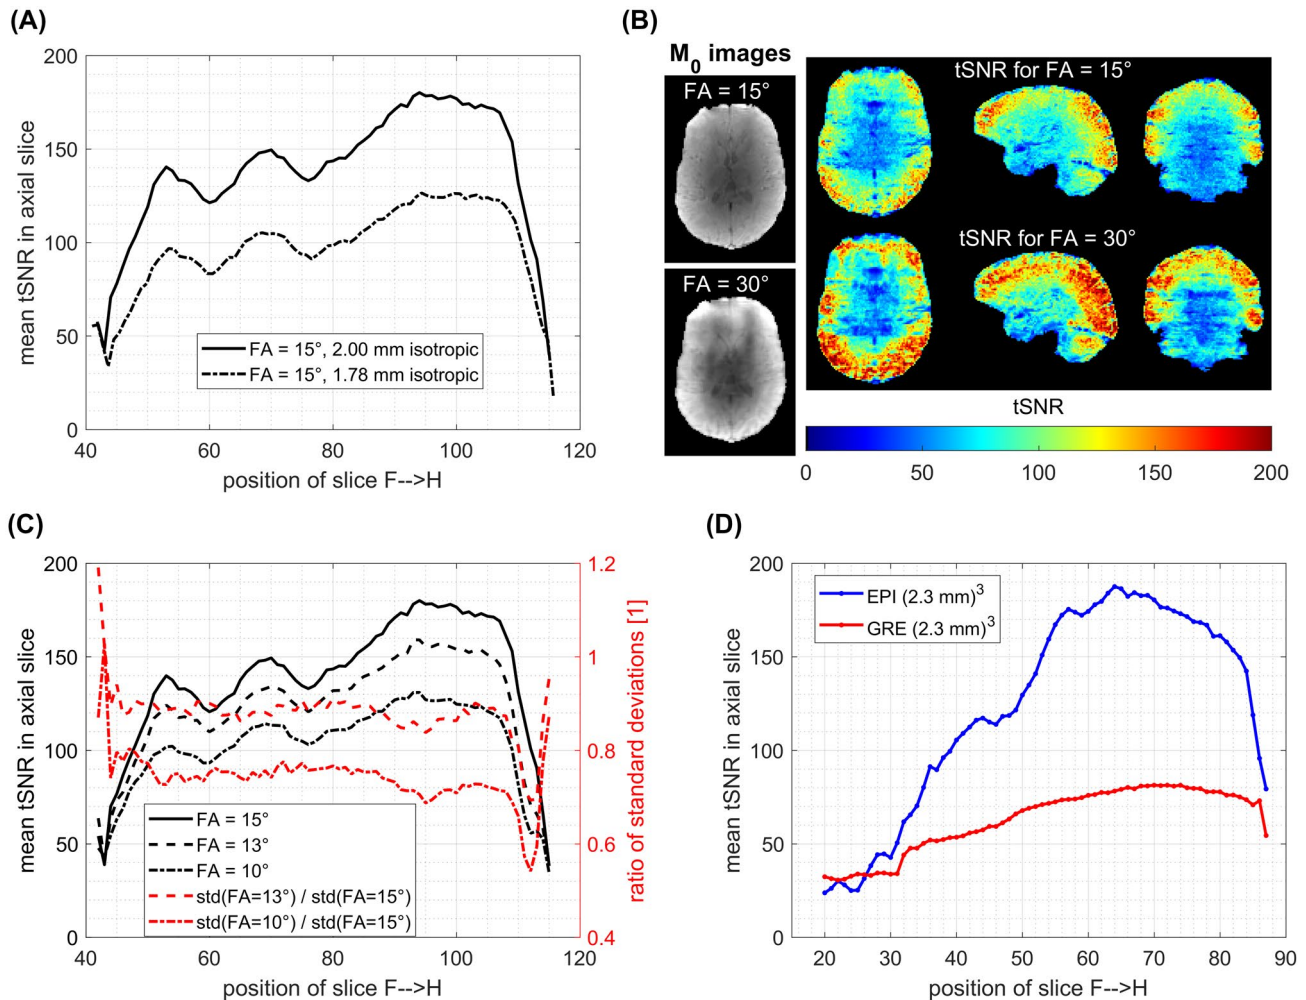 (A)
mean tSNR in axial slice
200
150
100
50
0
40
60
80
100
120
FA = 15°, 2.00 mm isotropic
FA = 15°, 1.78 mm isotropic
position of slice F-->H
(B)
M0 images
FA = 15°
FA = 30°
tSNR for FA = 15°
tSNR for FA = 30°
tSNR
0
50
100
150
200
(C)
mean tSNR in axial slice
200
150
100
50
0
40
60
80
100
120
1.2
1
0.8
0.6
0.4
ratio of standard deviations [1]
FA = 15°
FA = 13°
FA = 10°
std(FA=13°) / std(FA=15°)
std(FA=10°) / std(FA=15°)
position of slice F-->H
(D)
mean tSNR in axial slice
200
150
100
50
0
EPI (2.3 mm)3
GRE (2.3 mm)3
20
30
40
50
60
70
80
90
position of slice F-->H